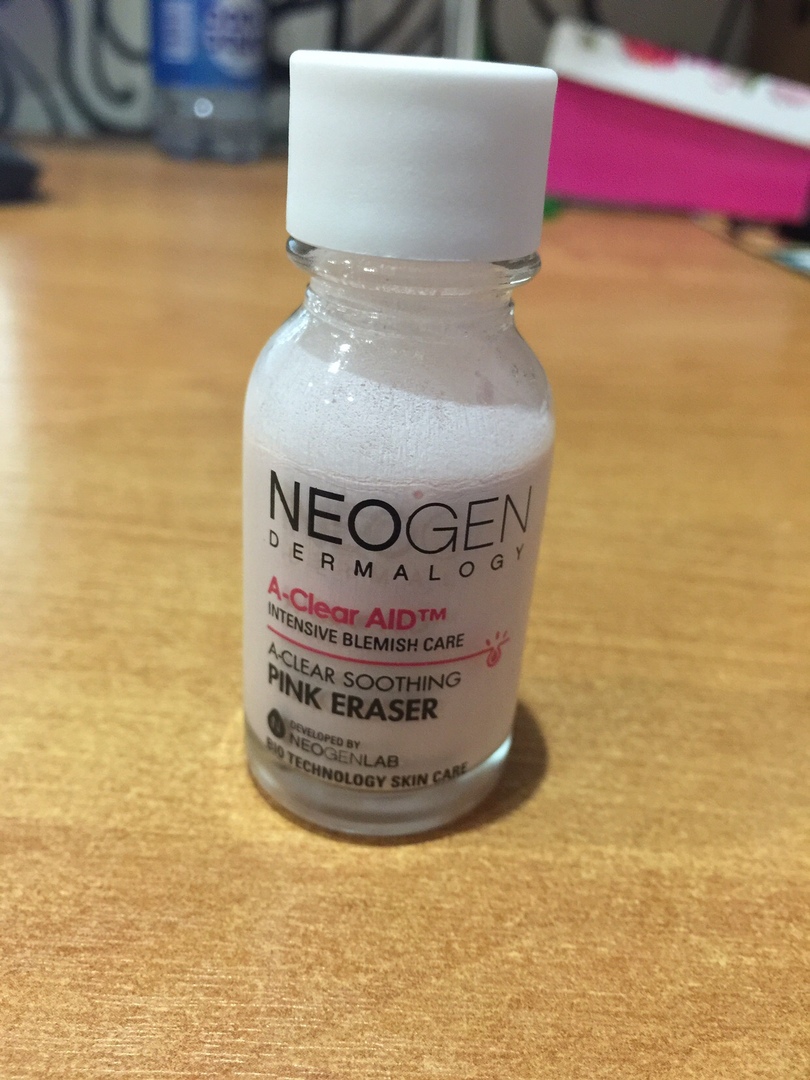 NEOGEN
DERMALOGY
A-Clear AID™
INTENSIVE BLEMISH CARE
A-CLEAR SOOTHING
PINK ERASER
DEVELOPED BY
NEOGENLAB
BIO TECHNOLOGY SKIN CARE